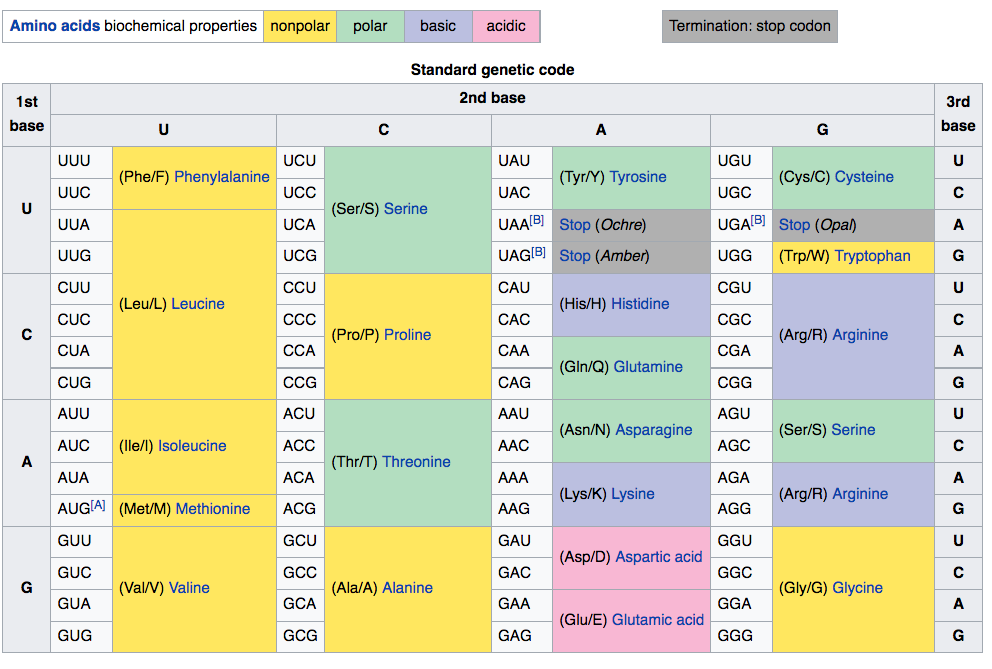 Amino acids biochemical properties nonpolar polar basic acidic Termination: stop codon
Standard genetic code
1st base 2nd base 3rd base
U C A G
U UUU (Phe/F) Phenylalanine UCU (Ser/S) Serine UAU (Tyr/Y) Tyrosine UGU (Cys/C) Cysteine U
UUC UCC UAC UGC C
UUA (Leu/L) Leucine UCA UAA[B] Stop (Ochre) UGA[B] Stop (Opal) A
UUG UCG UAG[B] Stop (Amber) UGG (Trp/W) Tryptophan G
C CUU CCU (Pro/P) Proline CAU (His/H) Histidine CGU (Arg/R) Arginine U
CUC CCC CAC CGC C
CUA CCA CAA (Gln/Q) Glutamine CGA A
CUG CCG CAG CGG G
A AUU (Ile/I) Isoleucine ACU (Thr/T) Threonine AAU (Asn/N) Asparagine AGU (Ser/S) Serine U
AUC ACC AAC AGC C
AUA ACA AAA (Lys/K) Lysine AGA (Arg/R) Arginine A
AUG[A] (Met/M) Methionine ACG AAG AGG G
G GUU (Val/V) Valine GCU (Ala/A) Alanine GAU (Asp/D) Aspartic acid GGU (Gly/G) Glycine U
GUC GCC GAC GGC C
GUA GCA GAA (Glu/E) Glutamic acid GGA A
GUG GCG GAG GGG G